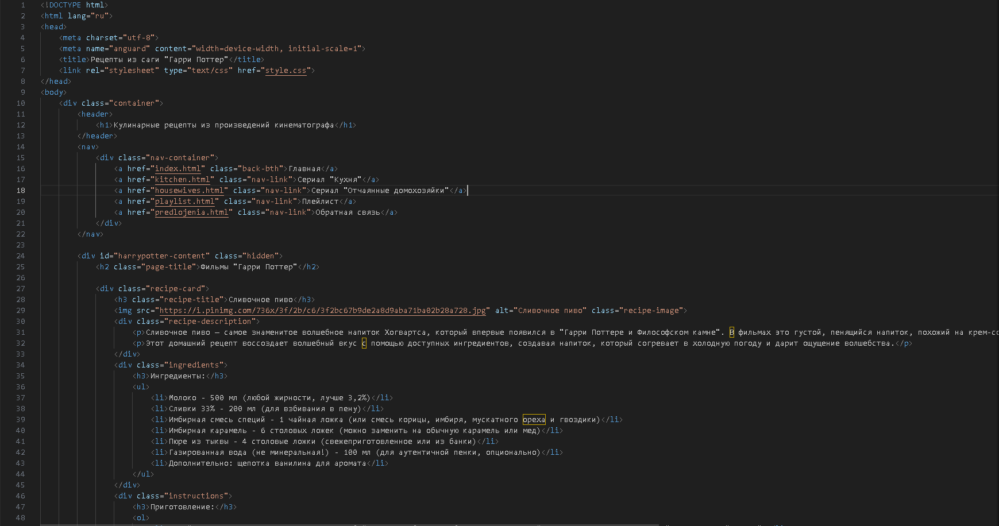 1 <!DOCTYPE html>
2 <html lang="ru">
3 <head>
4 <meta charset="utf-8">
5 <meta name="anguard" content="width=device-width, initial-scale=1">
6 <title>Рецепты из саги "Гарри Поттер"</title>
7 <link rel="stylesheet" type="text/css" href="style.css">
8 </head>
9 <body>
10 <div class="container">
11 <header>
12 <h1>Кулинарные рецепты из произведений кинематографа</h1>
13 </header>
14 <nav>
15 <div class="nav-container">
16 <a href="index.html" class="back-bth">Главная</a>
17 <a href="kitchen.html" class="nav-link">Сериал "Кухня"</a>
18 <a href="housewives.html" class="nav-link">Сериал "Отчаянные домохозяйки"</a>
19 <a href="playlist.html" class="nav-link">Плейлист</a>
20 <a href="predlojenia.html" class="nav-link">Обратная связь</a>
21 </div>
22 </nav>
23
24 <div id="harrypotter-content" class="hidden">
25 <h2 class="page-title">Фильмы "Гарри Поттер"</h2>
26
27 <div class="recipe-card">
28 <h3 class="recipe-title">Сливочное пиво</h3>
29 <img src="https://i.pinimg.com/736x/3f/2b/c6/3f2bc67b9de2a8d9aba71ba02b28a728.jpg" alt="Сливочное пиво" class="recipe-image">
30 <div class="recipe-description">
31 <p>Сливочное пиво — самое знаменитое волшебное напиток Хогвартса, который впервые появился в "Гарри Поттере и Философском камне". В фильмах это густой, пенящийся напиток, похожий на крем-со
32 <p>Этот домашний рецепт воссоздает волшебный вкус с помощью доступных ингредиентов, создавая напиток, который согревает в холодную погоду и дарит ощущение волшебства.</p>
33 </div>
34 <div class="ingredients">
35 <h3>Ингредиенты:</h3>
36 <ul>
37 <li>Молоко - 500 мл (любой жирности, лучше 3,2%)</li>
38 <li>Сливки 33% - 200 мл (для взбивания в пену)</li>
39 <li>Имбирная смесь специй - 1 чайная ложка (или смесь корицы, имбиря, мускатного ореха и гвоздики)</li>
40 <li>Имбирная карамель - 6 столовых ложек (можно заменить на обычную карамель или мед)</li>
41 <li>Пюре из тыквы - 4 столовые ложки (свежеприготовленное или из банки)</li>
42 <li>Газированная вода (не минеральная!) - 100 мл (для аутентичной пенки, опционально)</li>
43 <li>Дополнительно: щепотка ванилина для аромата</li>
44 </ul>
45 </div>
46 <div class="instructions">
47 <h3>Приготовление:</h3>
48 <ol>